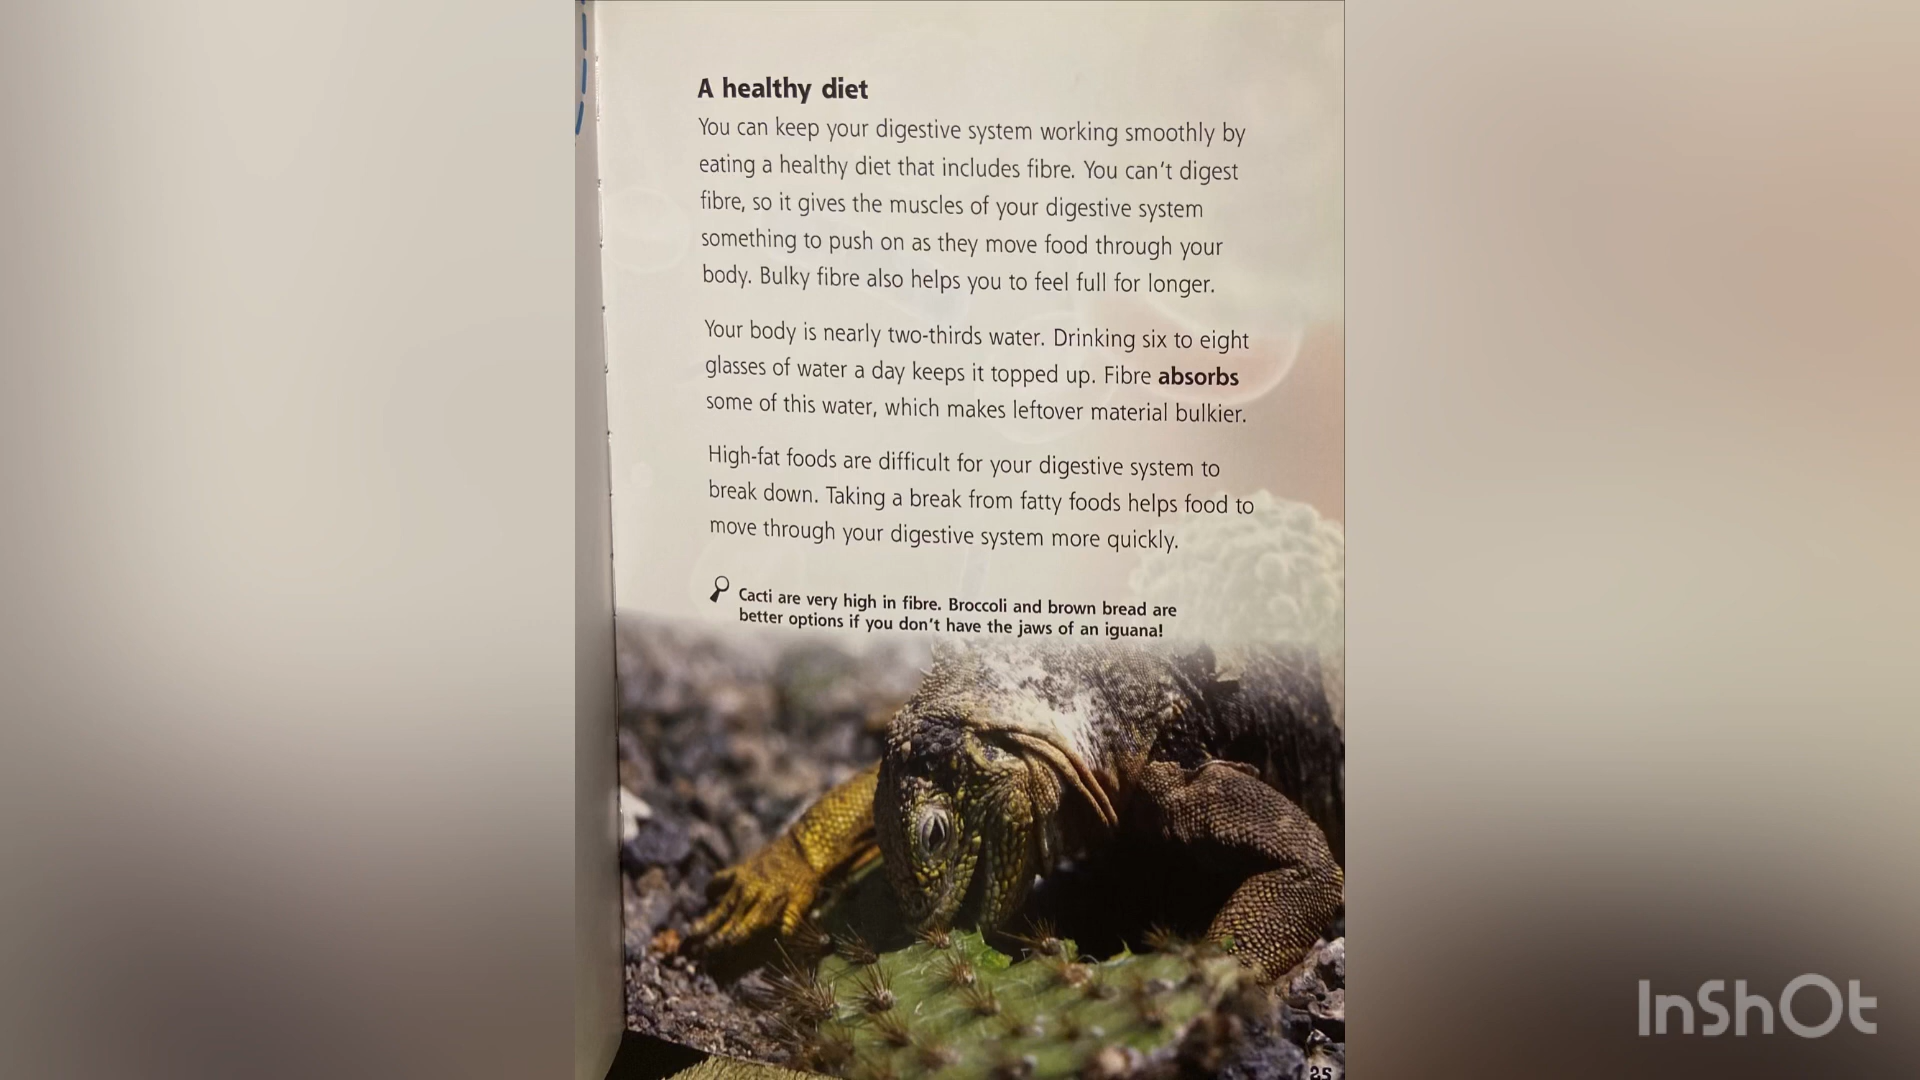 A healthy diet
You can keep your digestive system working smoothly by
eating a healthy diet that includes fibre. You can't digest
fibre, so it gives the muscles of your digestive system
something to push on as they move food through your
body. Bulky fibre also helps you to feel full for longer.
Your body is nearly two-thirds water. Drinking six to eight
glasses of water a day keeps it topped up. Fibre absorbs
some of this water, which makes leftover material bulkier.
High-fat foods are difficult for your digestive system to
break down. Taking a break from fatty foods helps food to
move through your digestive system more quickly.
Cacti are very high in fibre. Broccoli and brown bread are
better options if you don't have the jaws of an iguana!
25
InShOt